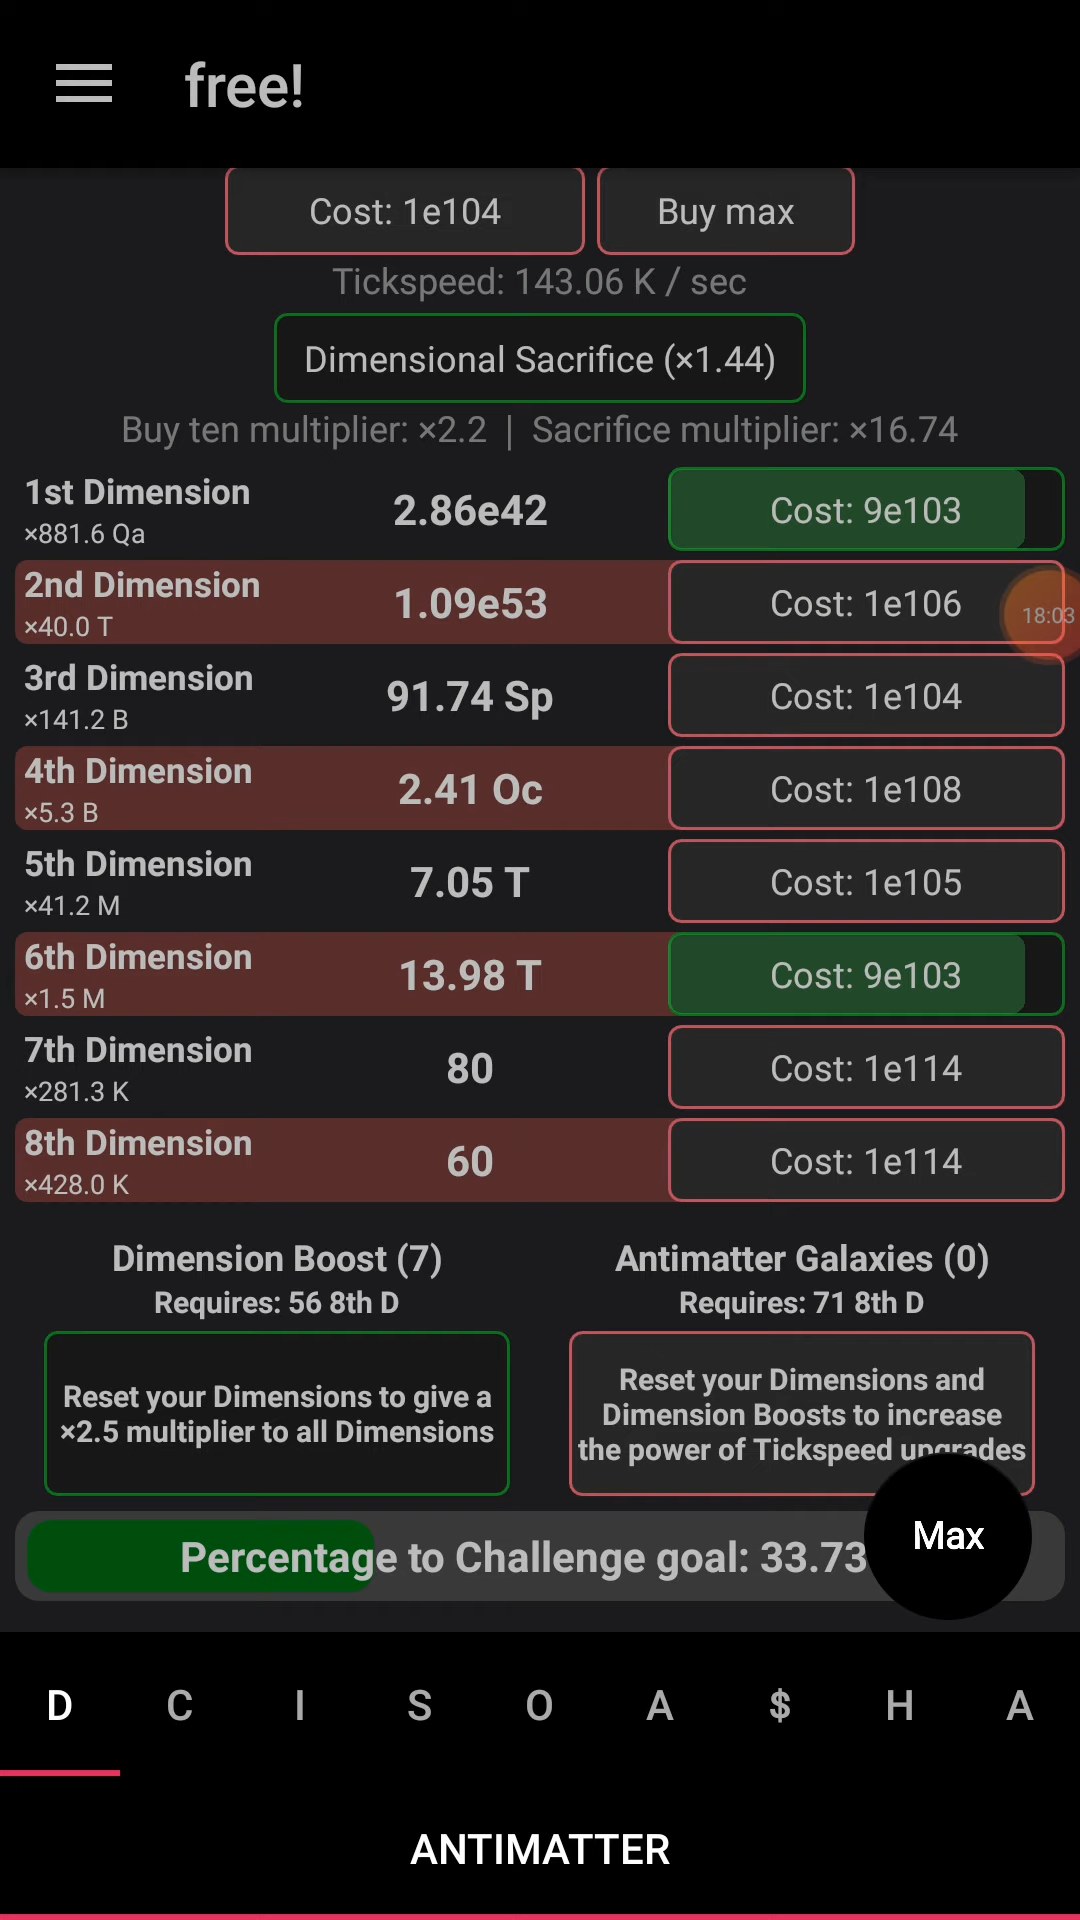 free!
Cost: 1e104
Buy max
Tickspeed: 143.06 K / sec
Dimensional Sacrifice (×1.44)
Buy ten multiplier: ×2.2 | Sacrifice multiplier: ×16.74
1st Dimension
×881.6 Qa
2.86e42
Cost: 9e103
2nd Dimension
×40.0 T
1.09e53
Cost: 1e106
18:03
3rd Dimension
×141.2 B
91.74 Sp
Cost: 1e104
4th Dimension
×5.3 B
2.41 Oc
Cost: 1e108
5th Dimension
×41.2 M
7.05 T
Cost: 1e105
6th Dimension
×1.5 M
13.98 T
Cost: 9e103
7th Dimension
×281.3 K
80
Cost: 1e114
8th Dimension
×428.0 K
60
Cost: 1e114
Dimension Boost (7)
Requires: 56 8th D
Reset your Dimensions to give a
×2.5 multiplier to all Dimensions
Antimatter Galaxies (0)
Requires: 71 8th D
Reset your Dimensions and
Dimension Boosts to increase
the power of Tickspeed upgrades
Percentage to Challenge goal: 33.73
Max
D C I S O A $ H A
ANTIMATTER